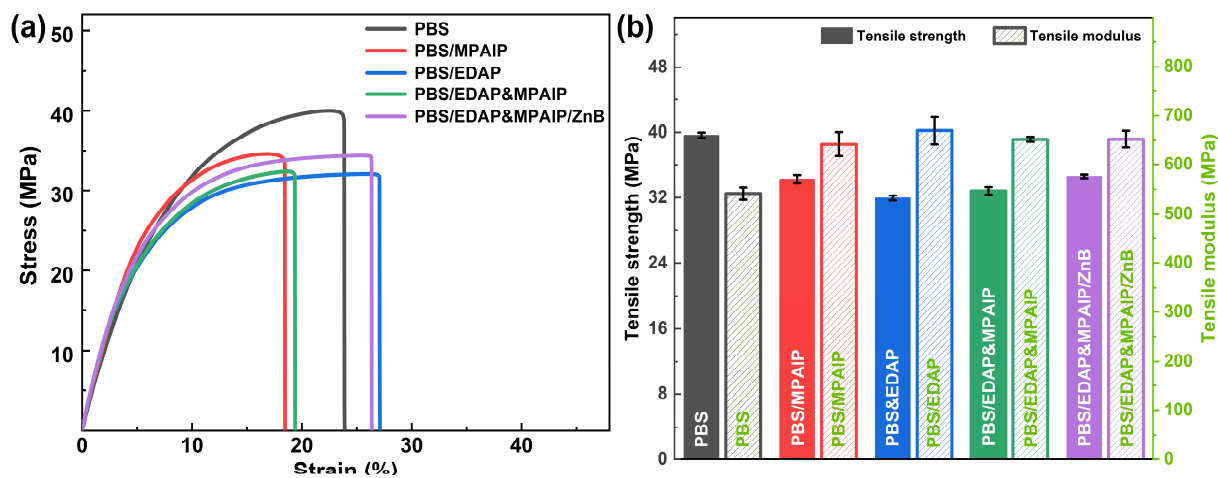 (a)
PBS
PBS/MPAIP
PBS/EDAP
PBS/EDAP&MPAIP
PBS/EDAP&MPAIP/ZnB
Stress (MPa)
50
40
30
20
10
0
10
20
30
40
Strain (%)
(b)
Tensile strength
Tensile modulus
Tensile strength (MPa)
48
40
32
24
16
8
0
PBS
PBS
PBS/MPAIP
PBS/MPAIP
PBS&EDAP
PBS/EDAP
PBS/EDAP&MPAIP
PBS/EDAP&MPAIP
PBS/EDAP&MPAIP/ZnB
PBS/EDAP&MPAIP/ZnB
800
700
600
500
400
300
200
100
0
Tensile modulus (MPa)